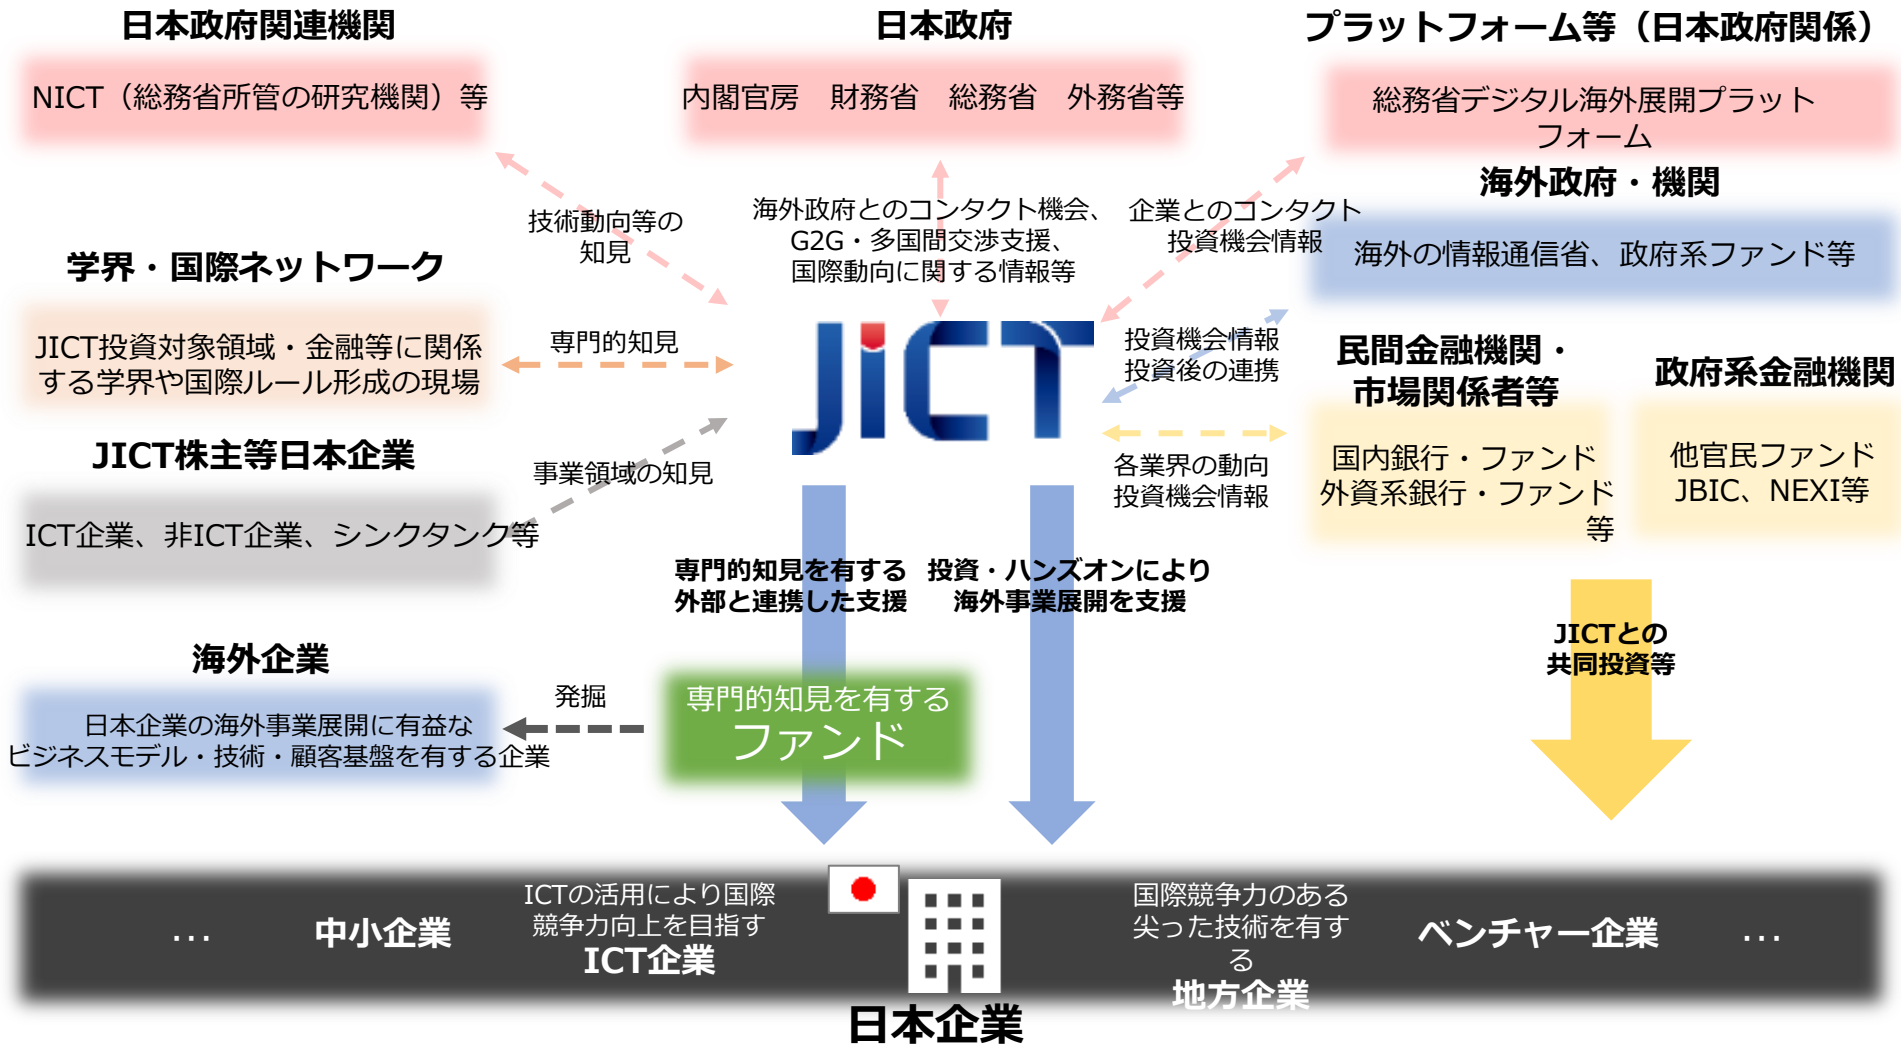 日本政府関連機関
NICT（総務省所管の研究機関）等
日本政府
内閣官房　財務省　総務省　外務省等
プラットフォーム等（日本政府関係）
総務省デジタル海外展開プラット
フォーム
海外政府・機関
海外の情報通信省、政府系ファンド等
技術動向等の
知見
海外政府とのコンタクト機会、
G2G・多国間交渉支援、
国際動向に関する情報等
企業とのコンタクト
投資機会情報
学界・国際ネットワーク
JICT投資対象領域・金融等に関係
する学界や国際ルール形成の現場
専門的知見
JICT
投資機会情報
投資後の連携
民間金融機関・
市場関係者等
国内銀行・ファンド
外資系銀行・ファンド
等
政府系金融機関
他官民ファンド
JBIC、NEXI等
JICT株主等日本企業
ICT企業、非ICT企業、シンクタンク等
事業領域の知見
各業界の動向
投資機会情報
専門的知見を有する
外部と連携した支援
投資・ハンズオンにより
海外事業展開を支援
JICTとの
共同投資等
海外企業
日本企業の海外事業展開に有益な
ビジネスモデル・技術・顧客基盤を有する企業
発掘
専門的知見を有する
ファンド
…
中小企業
ICTの活用により国際
競争力向上を目指す
ICT企業
国際競争力のある
尖った技術を有す
る
地方企業
ベンチャー企業
…
日本企業